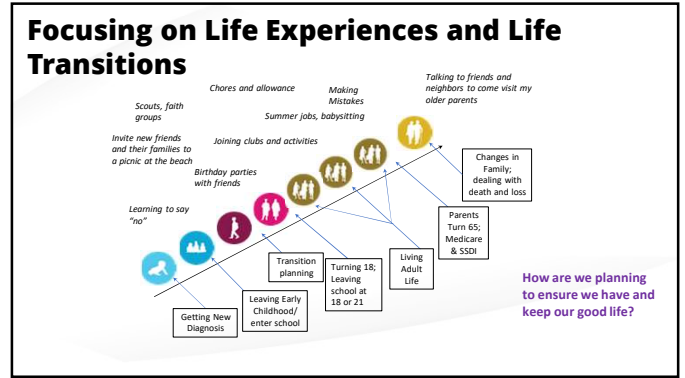 Focusing on Life Experiences and Life
Transitions
Talking to friends and
neighbors to come visit my
older parents
Chores and allowance
Making
Mistakes
Scouts, faith
groups
Summer jobs, babysitting
Invite new friends
and their families to
a picnic at the beach
Joining clubs and activities
Birthday parties
with friends
Learning to say
“no”
Changes in
Family;
dealing with
death and loss
Parents
Turn 65;
Medicare
& SSDI
Living
Adult
Life
Transition
planning
Turning 18;
Leaving
school at
18 or 21
Leaving Early
Childhood/
enter school
Getting New
Diagnosis
How are we planning
to ensure we have and
keep our good life?